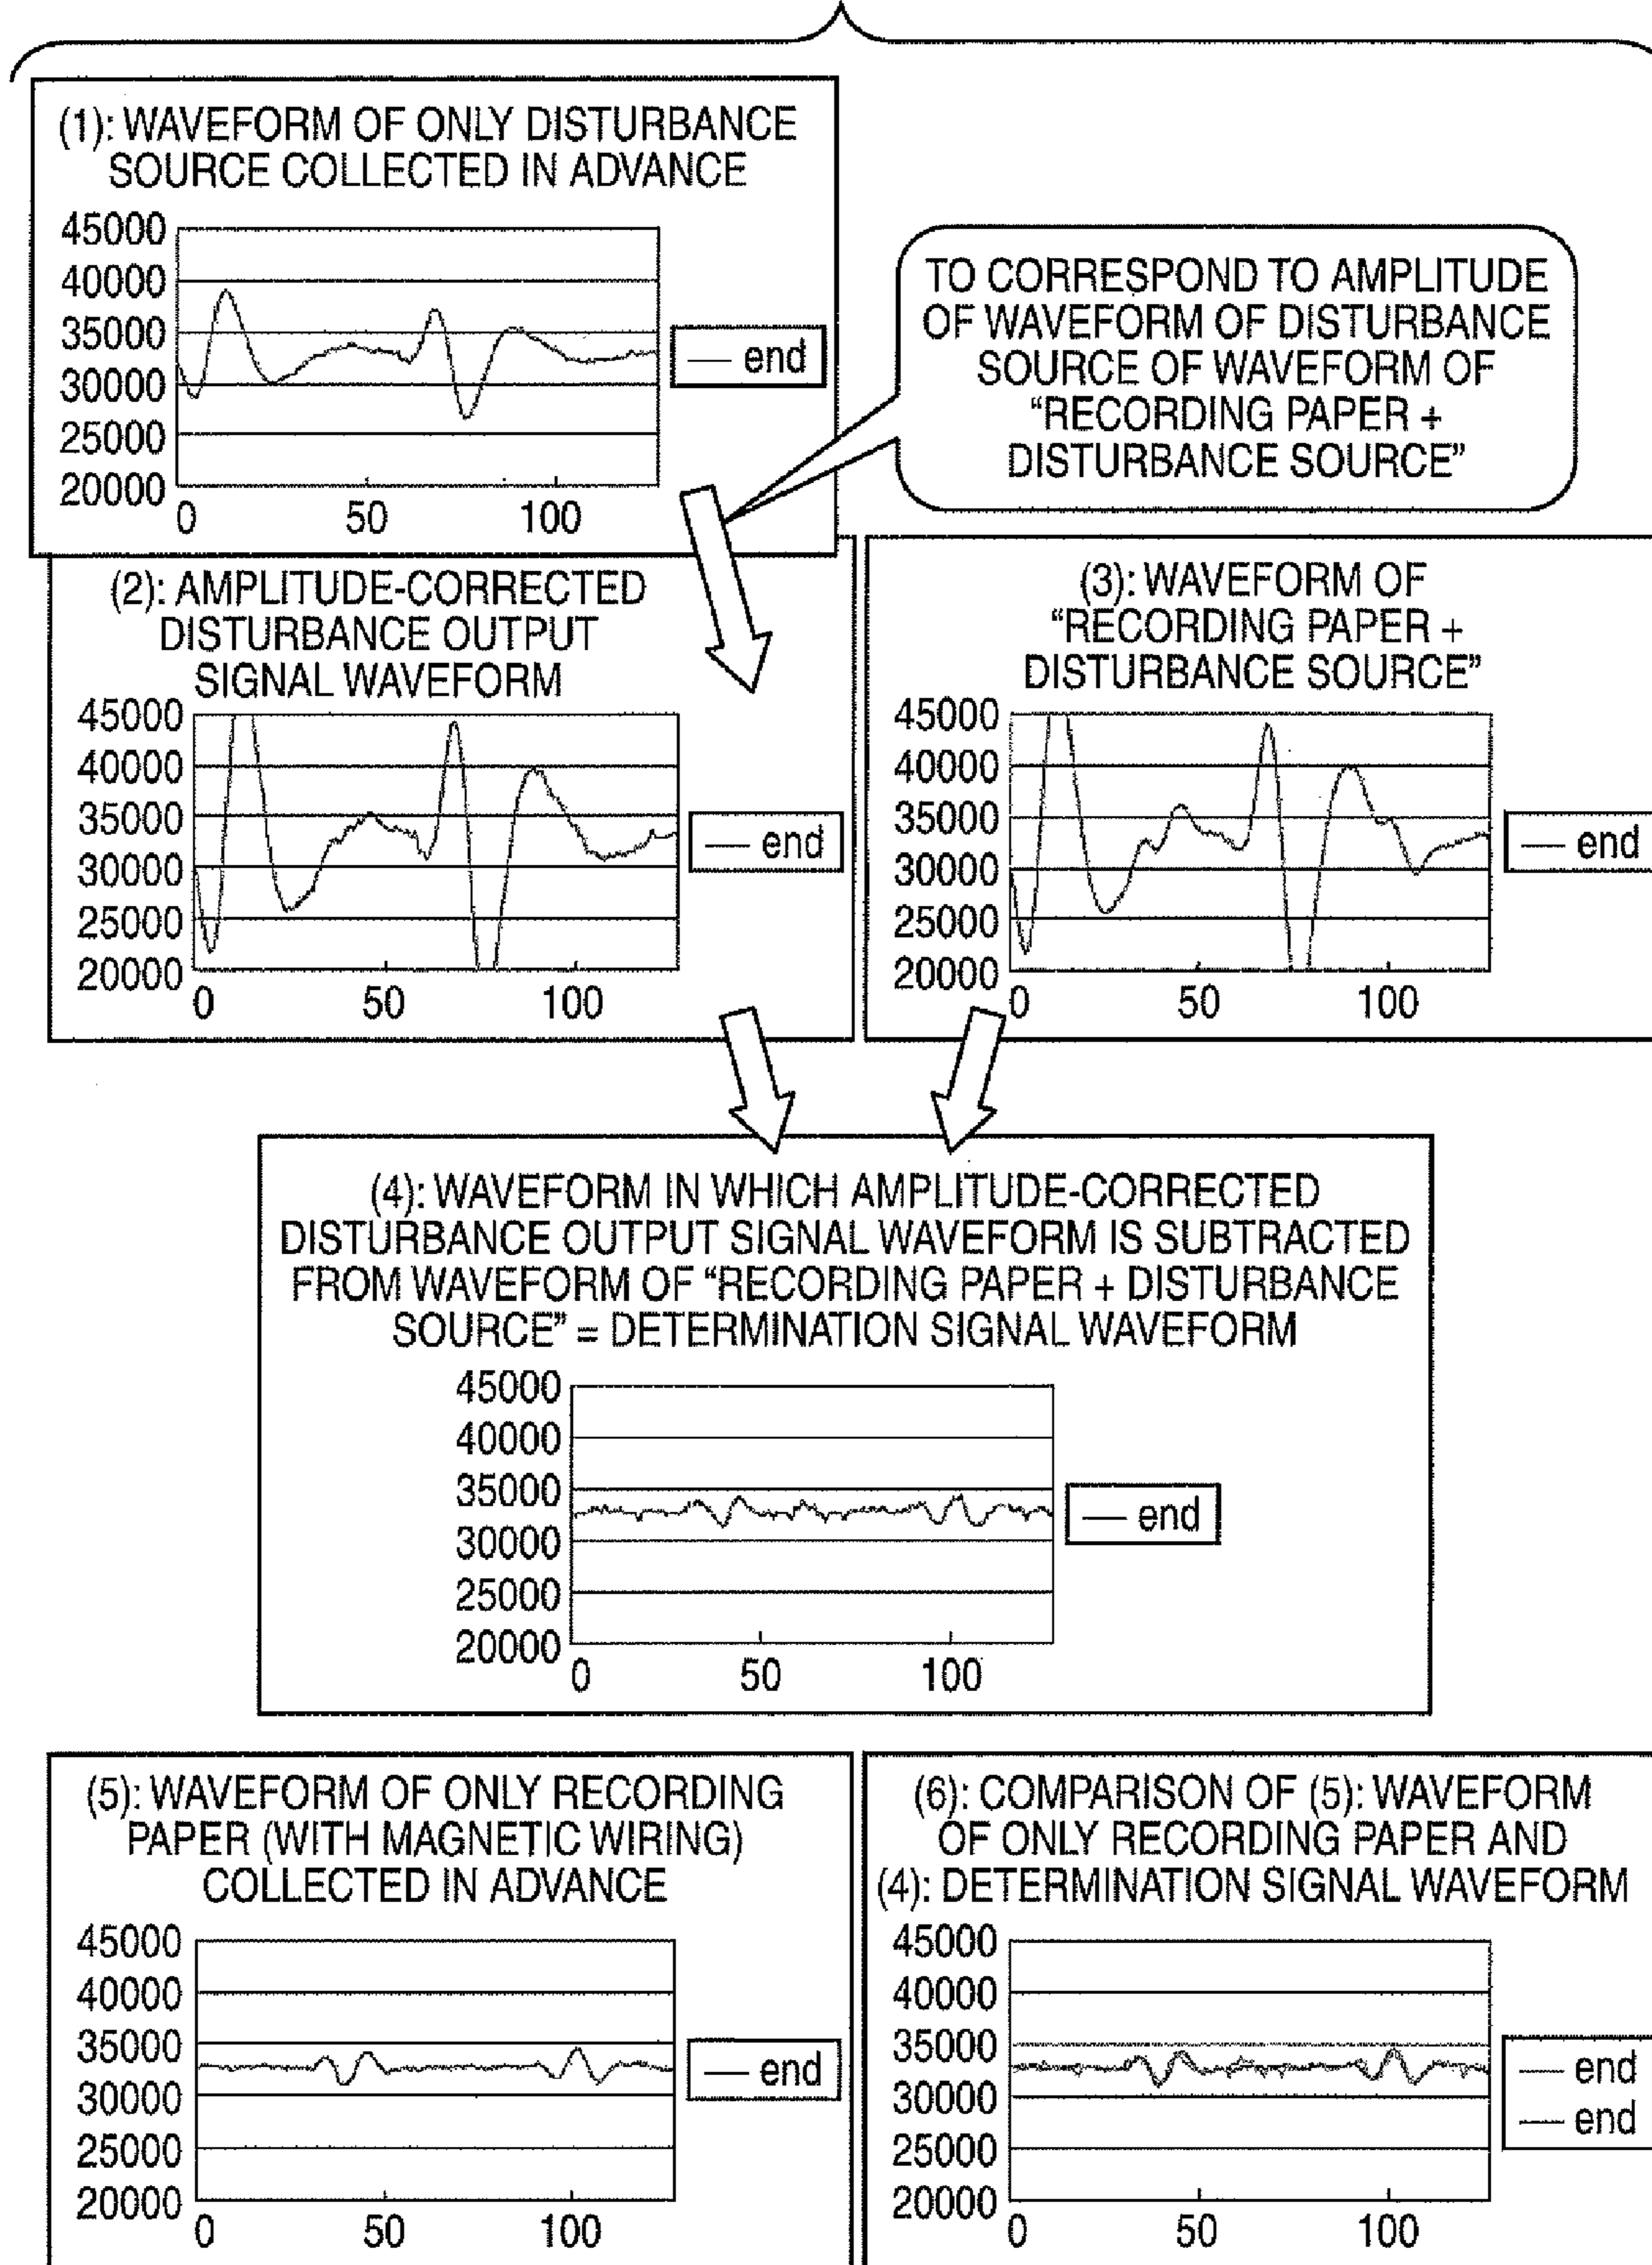 (1): WAVEFORM OF ONLY DISTURBANCE
SOURCE COLLECTED IN ADVANCE
45000
40000
35000
30000
25000
20000
0 50 100
end
TO CORRESPOND TO AMPLITUDE
OF WAVEFORM OF DISTURBANCE
SOURCE OF WAVEFORM OF
“RECORDING PAPER +
DISTURBANCE SOURCE”
(2): AMPLITUDE-CORRECTED
DISTURBANCE OUTPUT
SIGNAL WAVEFORM
45000
40000
35000
30000
25000
20000
0 50 100
end
(3): WAVEFORM OF
“RECORDING PAPER +
DISTURBANCE SOURCE”
45000
40000
35000
30000
25000
20000
0 50 100
end
(4): WAVEFORM IN WHICH AMPLITUDE-CORRECTED
DISTURBANCE OUTPUT SIGNAL WAVEFORM IS SUBTRACTED
FROM WAVEFORM OF “RECORDING PAPER + DISTURBANCE
SOURCE” = DETERMINATION SIGNAL WAVEFORM
45000
40000
35000
30000
25000
20000
0 50 100
end
(5): WAVEFORM OF ONLY RECORDING
PAPER (WITH MAGNETIC WIRING)
COLLECTED IN ADVANCE
45000
40000
35000
30000
25000
20000
0 50 100
end
(6): COMPARISON OF (5): WAVEFORM
OF ONLY RECORDING PAPER AND
(4): DETERMINATION SIGNAL WAVEFORM
45000
40000
35000
30000
25000
20000
0 50 100
end
end